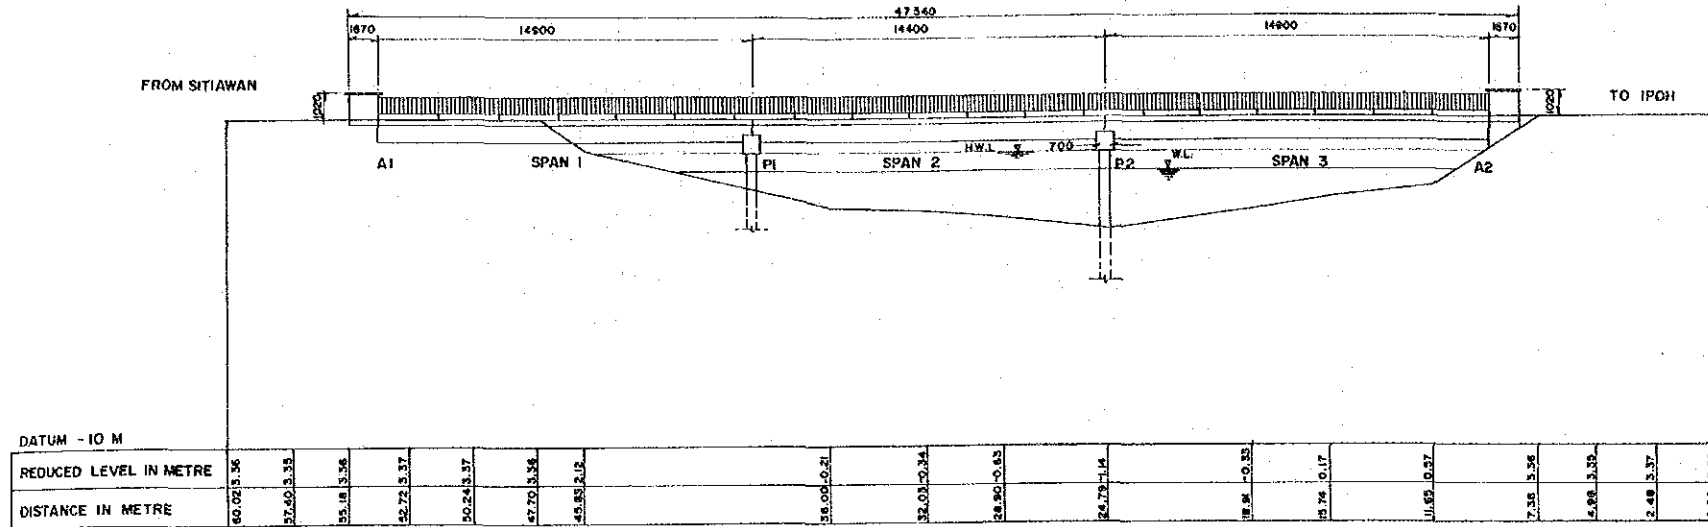 47340
1670 14900 14400 14900 1670
FROM SITIAWAN
TO IPOH
1020
1020
H.W.L
700
W.L.
A1 SPAN 1 P1 SPAN 2 P2 SPAN 3 A2
DATUM -10 M
REDUCED LEVEL IN METRE 3.36 3.35 3.36 3.37 3.37 3.36 2.12 -0.21 -0.34 -0.63 -1.14 -0.33 0.17 0.57 3.36 3.35 3.37
DISTANCE IN METRE 60.02 57.40 55.18 52.72 50.24 47.70 45.83 36.00 32.03 28.90 24.79 18.91 15.74 11.65 7.38 4.98 2.48